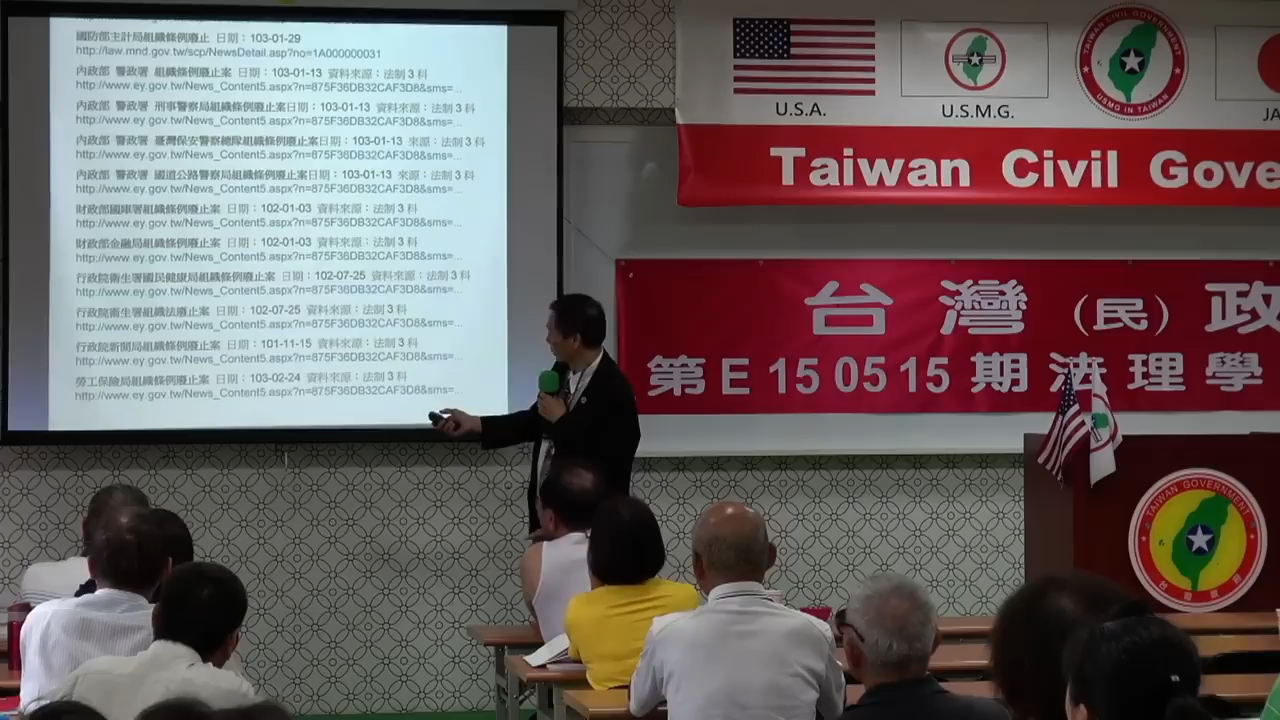 國防部主計局組織條例廢止 日期：103-01-29
http://law.mnd.gov.tw/scp/NewsDetail.asp?no=1A000000031
內政部 警政署 組織條例廢止案 日期：103-01-13 資料來源：法制 3 科
http://www.ey.gov.tw/News_Content5.aspx?n=875F36DB32CAF3D8&sms=...
內政部 警政署 刑事警察局組織條例廢止案日期：103-01-13 資料來源：法制 3 科
http://www.ey.gov.tw/News_Content5.aspx?n=875F36DB32CAF3D8&sms=...
內政部 警政署 臺灣保安警察總隊組織條例廢止案日期：103-01-13 來源：法制 3 科
http://www.ey.gov.tw/News_Content5.aspx?n=875F36DB32CAF3D8&sms=...
內政部 警政署 國道公路警察局組織條例廢止案日期：103-01-13 來源：法制 3 科
http://www.ey.gov.tw/News_Content5.aspx?n=875F36DB32CAF3D8&sms=...
財政部國庫署組織條例廢止案 日期：102-01-03 資料來源：法制 3 科
http://www.ey.gov.tw/News_Content5.aspx?n=875F36DB32CAF3D8&sms=...
財政部金融局組織條例廢止案 日期：102-01-03 資料來源：法制 3 科
http://www.ey.gov.tw/News_Content5.aspx?n=875F36DB32CAF3D8&sms=...
行政院衛生署國民健康局組織條例廢止案 日期：102-07-25 資料來源：法制 3 科
http://www.ey.gov.tw/News_Content5.aspx?n=875F36DB32CAF3D8&sms=...
行政院衛生署組織法廢止案 日期：102-07-25 資料來源：法制 3 科
http://www.ey.gov.tw/News_Content5.aspx?n=875F36DB32CAF3D8&sms=...
行政院新聞局組織條例廢止案 日期：101-11-15 資料來源：法制 3 科
http://www.ey.gov.tw/News_Content5.aspx?n=875F36DB32CAF3D8&sms=...
勞工保險局組織條例廢止案 日期：103-02-24 資料來源：法制 3 科
http://www.ey.gov.tw/News_Content5.aspx?n=875F36DB32CAF3D8&sms=...
U.S.A.
U.S.M.G.
TAIWAN CIVIL GOVERNMENT
USMG IN TAIWAN
JA
Taiwan Civil Gove
台灣（民）政
第E150515期法理學
TAIWAN GOVERNMENT